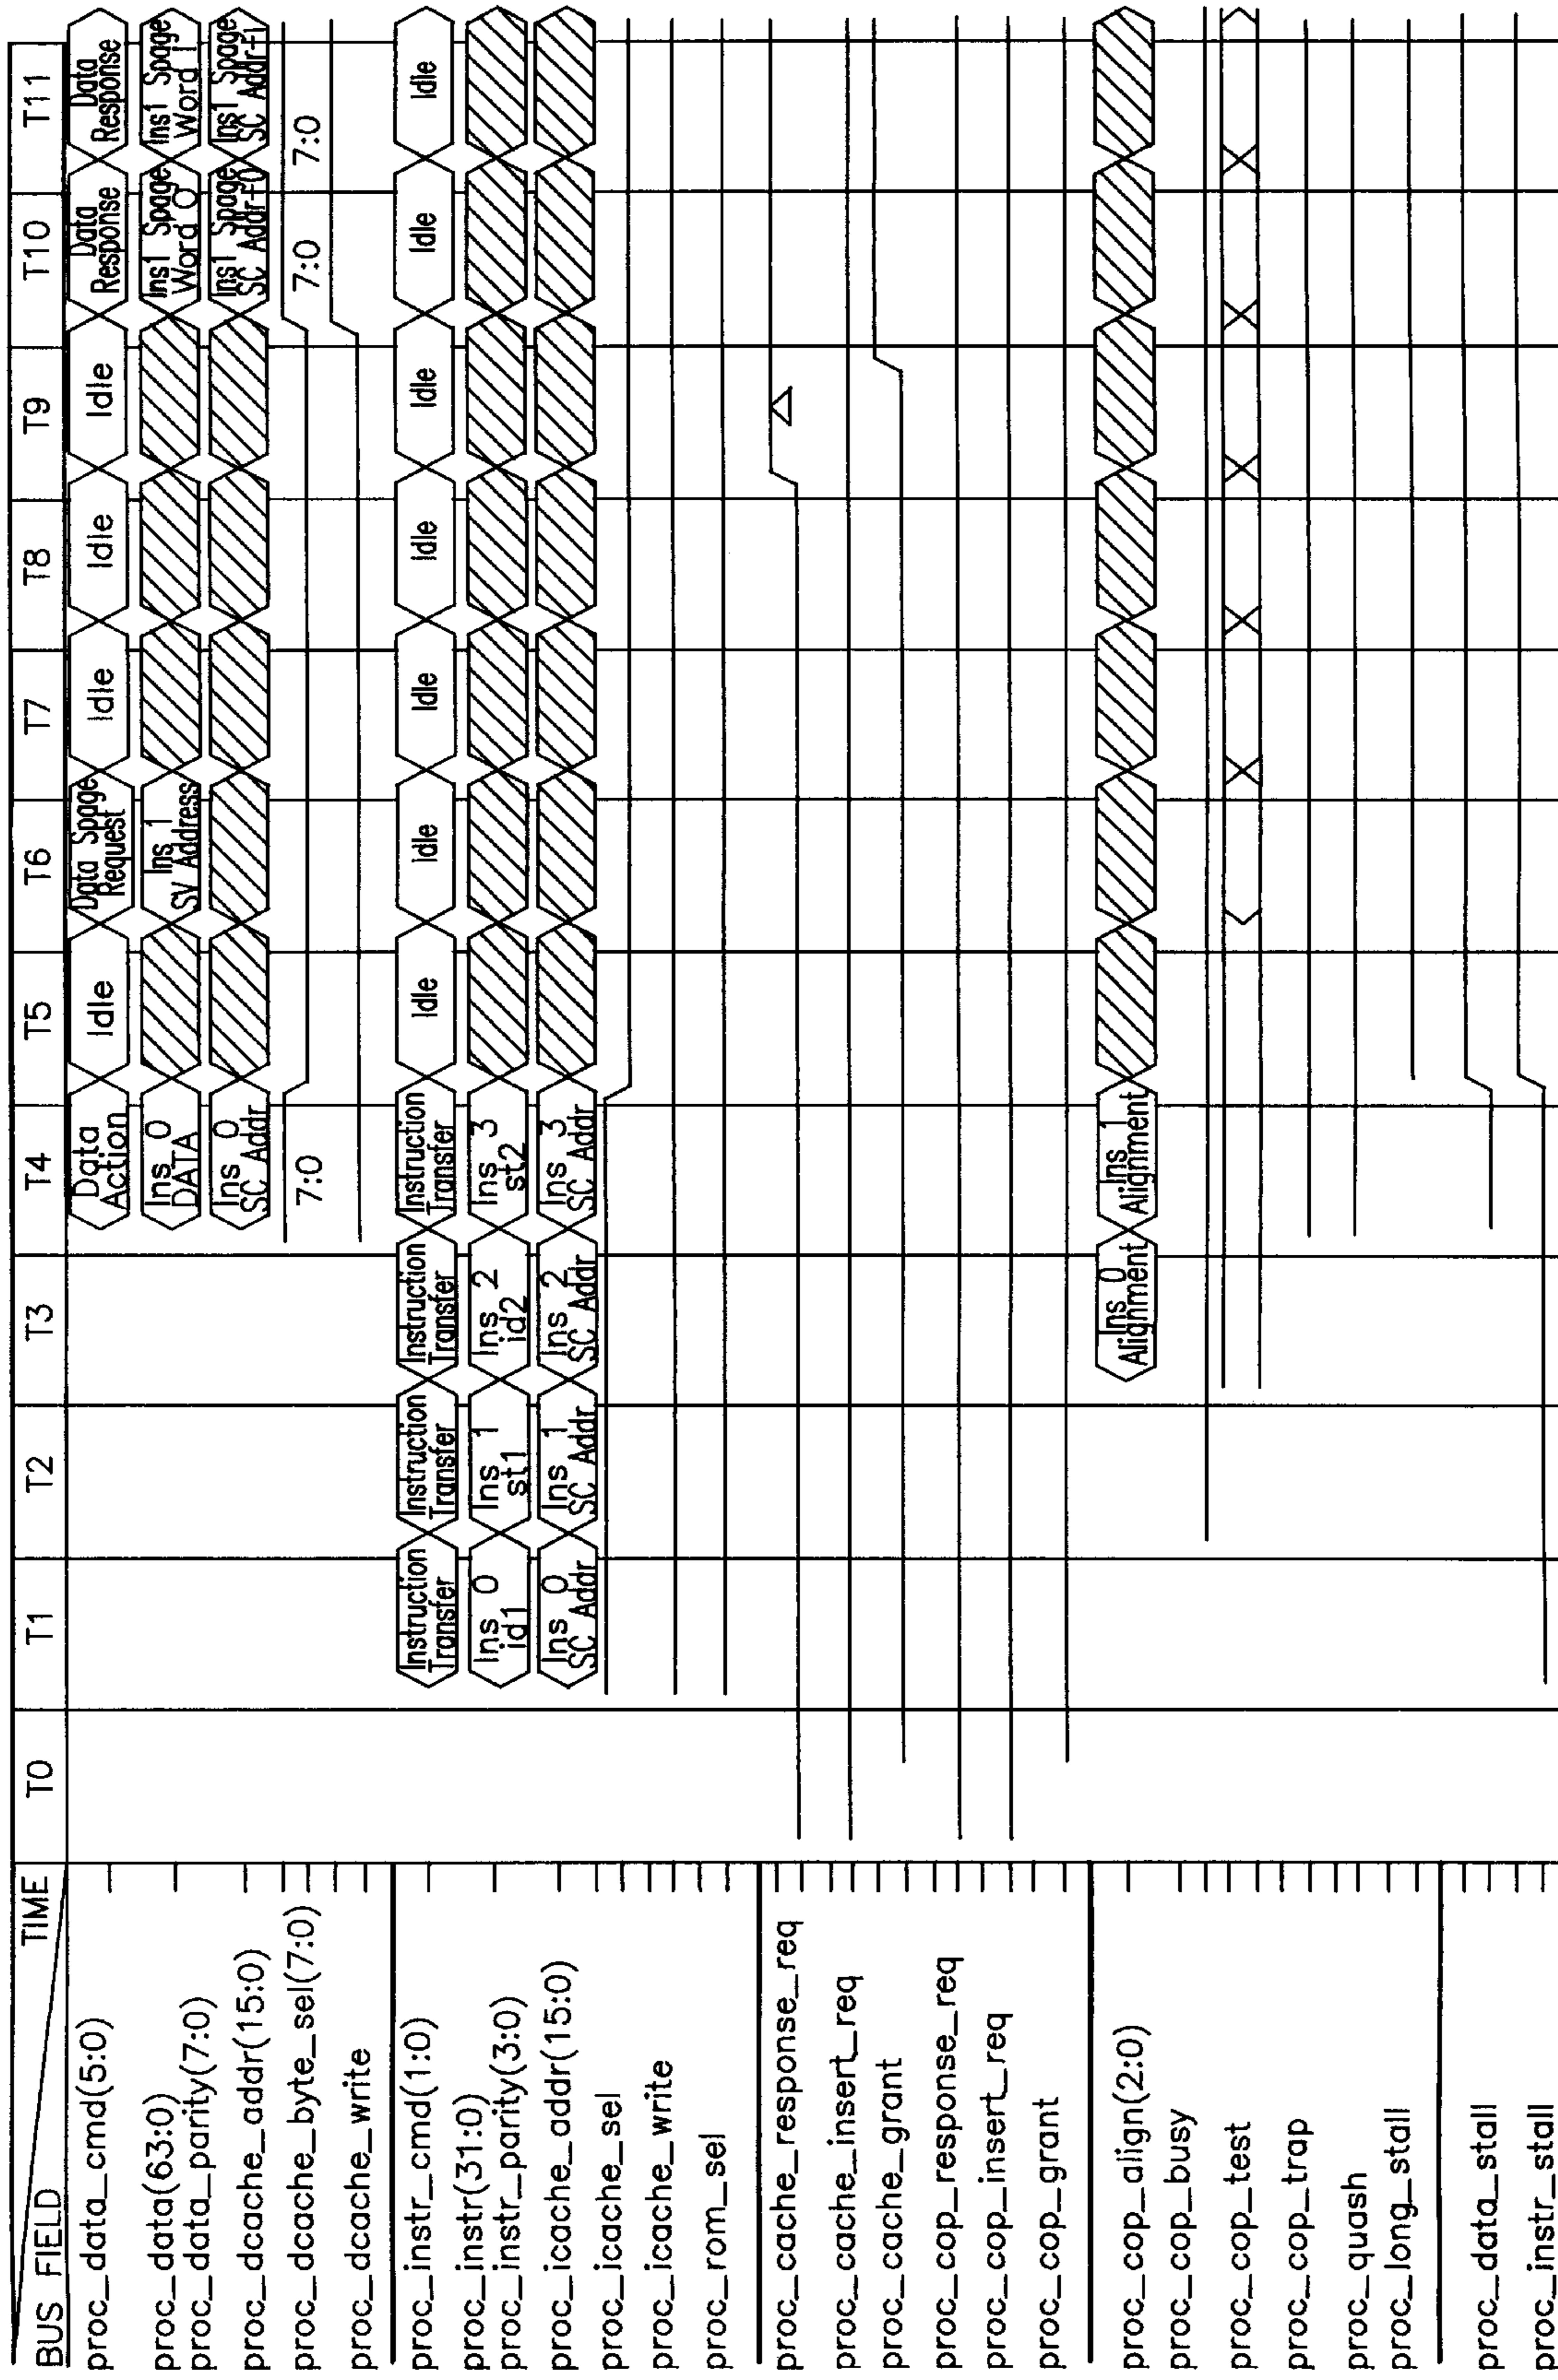 BUS FIELD TIME T0 T1 T2 T3 T4 T5 T6 T7 T8 T9 T10 T11
proc_data_cmd(5:0) Data Action Idle Data Spage Request Idle Idle Idle Data Response Data Response
proc_data(63:0)
proc_data_parity(7:0) Ins 0 DATA Ins 1 SV Address Ins1 Spage Word 0 Ins1 Spage Word 1
proc_dcache_addr(15:0) Ins 0 SC Addr Ins1 Spage SC Addr+0 Ins1 Spage SC Addr+1
proc_dcache_byte_sel(7:0) 7:0 7:0 7:0
proc_dcache_write
proc_instr_cmd(1:0) Instruction Transfer Instruction Transfer Instruction Transfer Instruction Transfer Idle Idle Idle Idle Idle Idle Idle
proc_instr(31:0)
proc_instr_parity(3:0) Ins 0 id1 Ins 1 st1 Ins 2 id2 Ins 3 st2
proc_icache_addr(15:0) Ins 0 SC Addr Ins 1 SC Addr Ins 2 SC Addr Ins 3 SC Addr
proc_icache_sel
proc_icache_write
proc_rom_sel
proc_cache_response_req
proc_cache_insert_req
proc_cache_grant
proc_cop_response_req
proc_cop_insert_req
proc_cop_grant
proc_cop_align(2:0) Ins 0 Alignment Ins 1 Alignment
proc_cop_busy
proc_cop_test
proc_cop_trap
proc_quash
proc_long_stall
proc_data_stall
proc_instr_stall